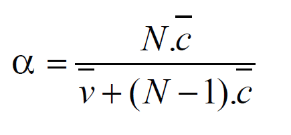 α = N.c̅ / v̅ + (N − 1).c̅